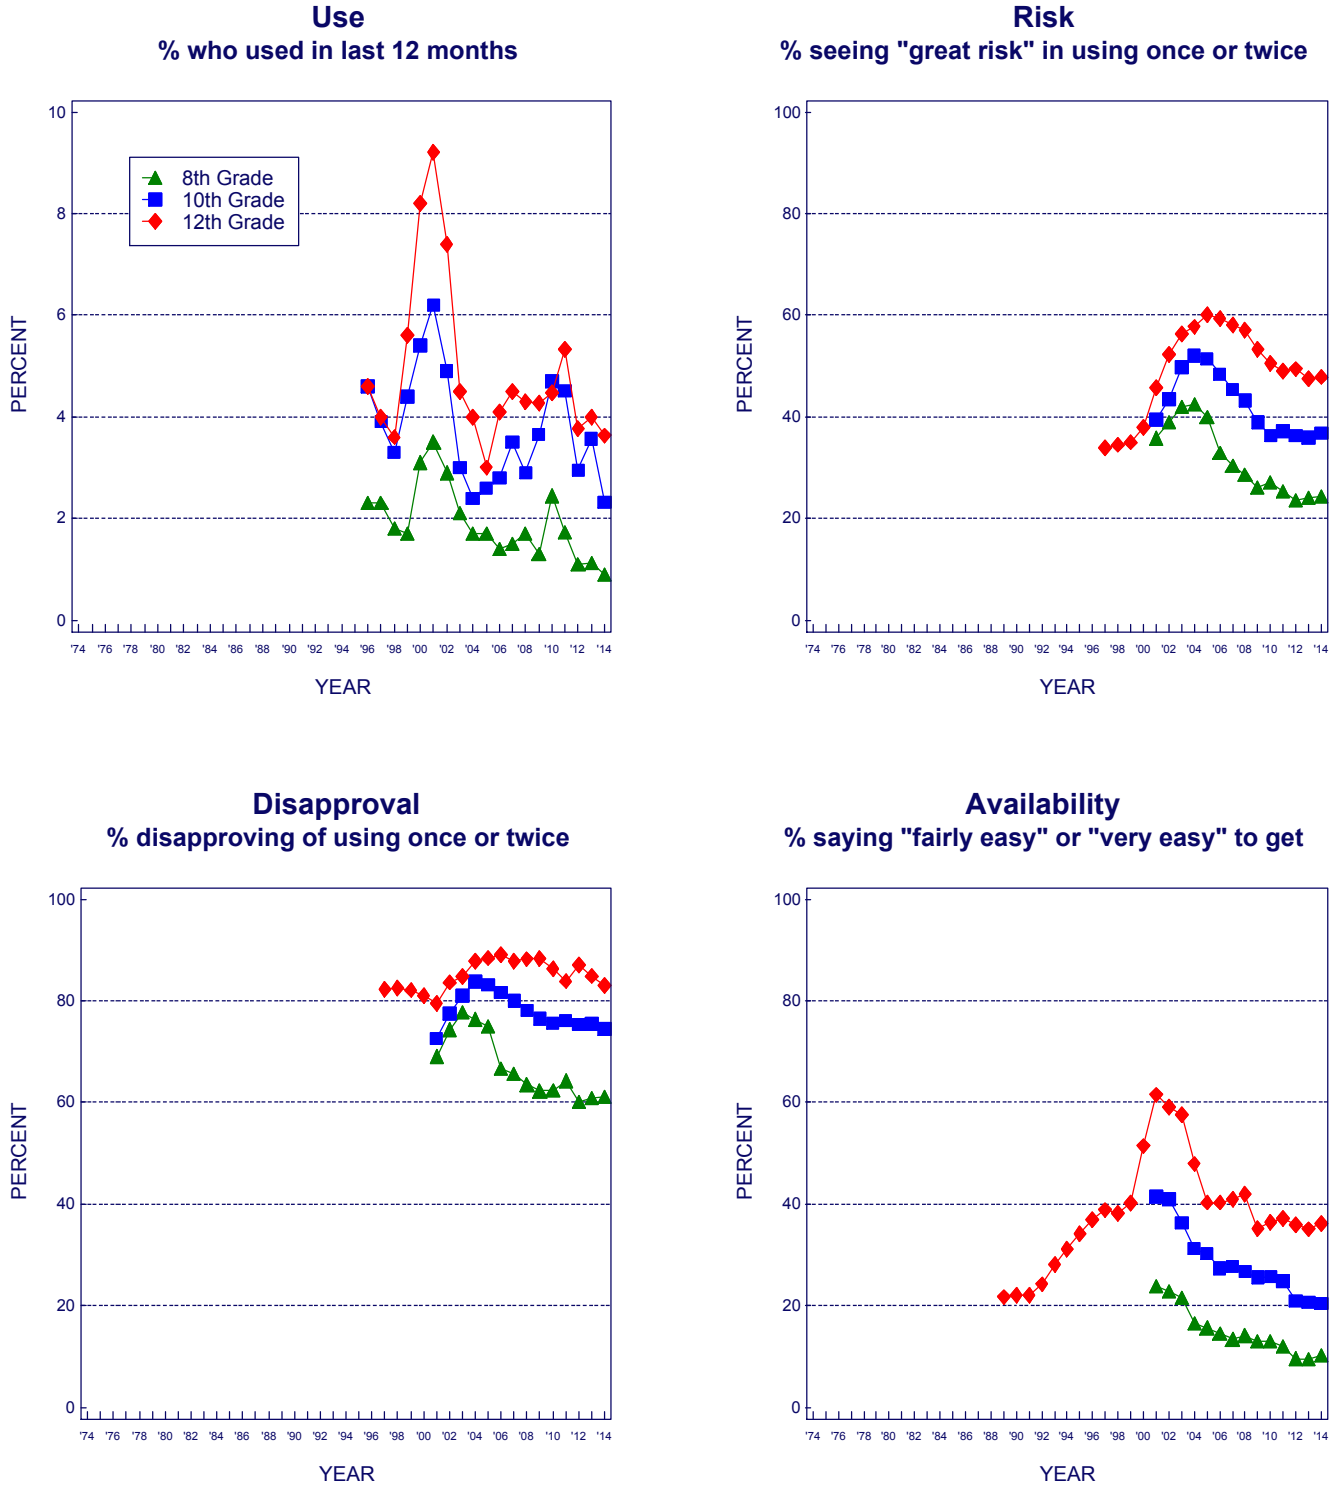 Use
% who used in last 12 months
10
8
6
4
2
0
PERCENT
8th Grade
10th Grade
12th Grade
'74 '76 '78 '80 '82 '84 '86 '88 '90 '92 '94 '96 '98 '00 '02 '04 '06 '08 '10 '12 '14
YEAR
Risk
% seeing "great risk" in using once or twice
100
80
60
40
20
0
PERCENT
'74 '76 '78 '80 '82 '84 '86 '88 '90 '92 '94 '96 '98 '00 '02 '04 '06 '08 '10 '12 '14
YEAR
Disapproval
% disapproving of using once or twice
100
80
60
40
20
0
PERCENT
'74 '76 '78 '80 '82 '84 '86 '88 '90 '92 '94 '96 '98 '00 '02 '04 '06 '08 '10 '12 '14
YEAR
Availability
% saying "fairly easy" or "very easy" to get
100
80
60
40
20
0
PERCENT
'74 '76 '78 '80 '82 '84 '86 '88 '90 '92 '94 '96 '98 '00 '02 '04 '06 '08 '10 '12 '14
YEAR